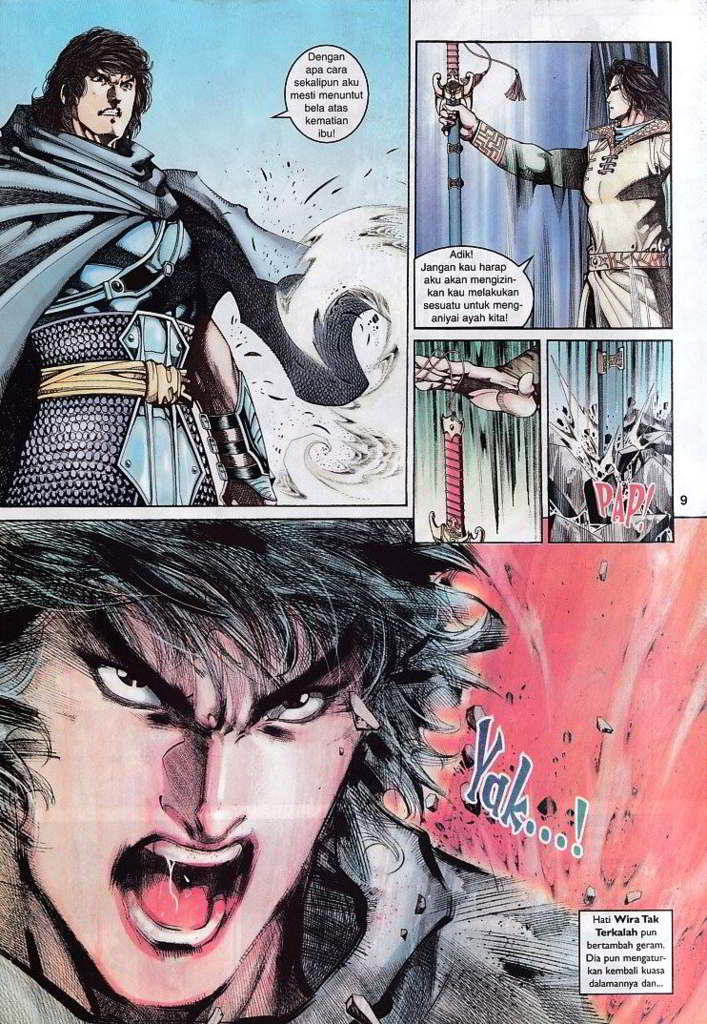 Dengan
apa cara
sekalipun aku
mesti menuntut
bela atas
kematian
ibu!
Adik!
Jangan kau harap
aku akan mengizin-
kan kau melakukan
sesuatu untuk meng-
aniyai ayah kita!
PAP!
9
Yak...!
Hati Wira Tak
Terkalah pun
bertambah geram.
Dia pun mengatur-
kan kembali kuasa
dalamannya dan...